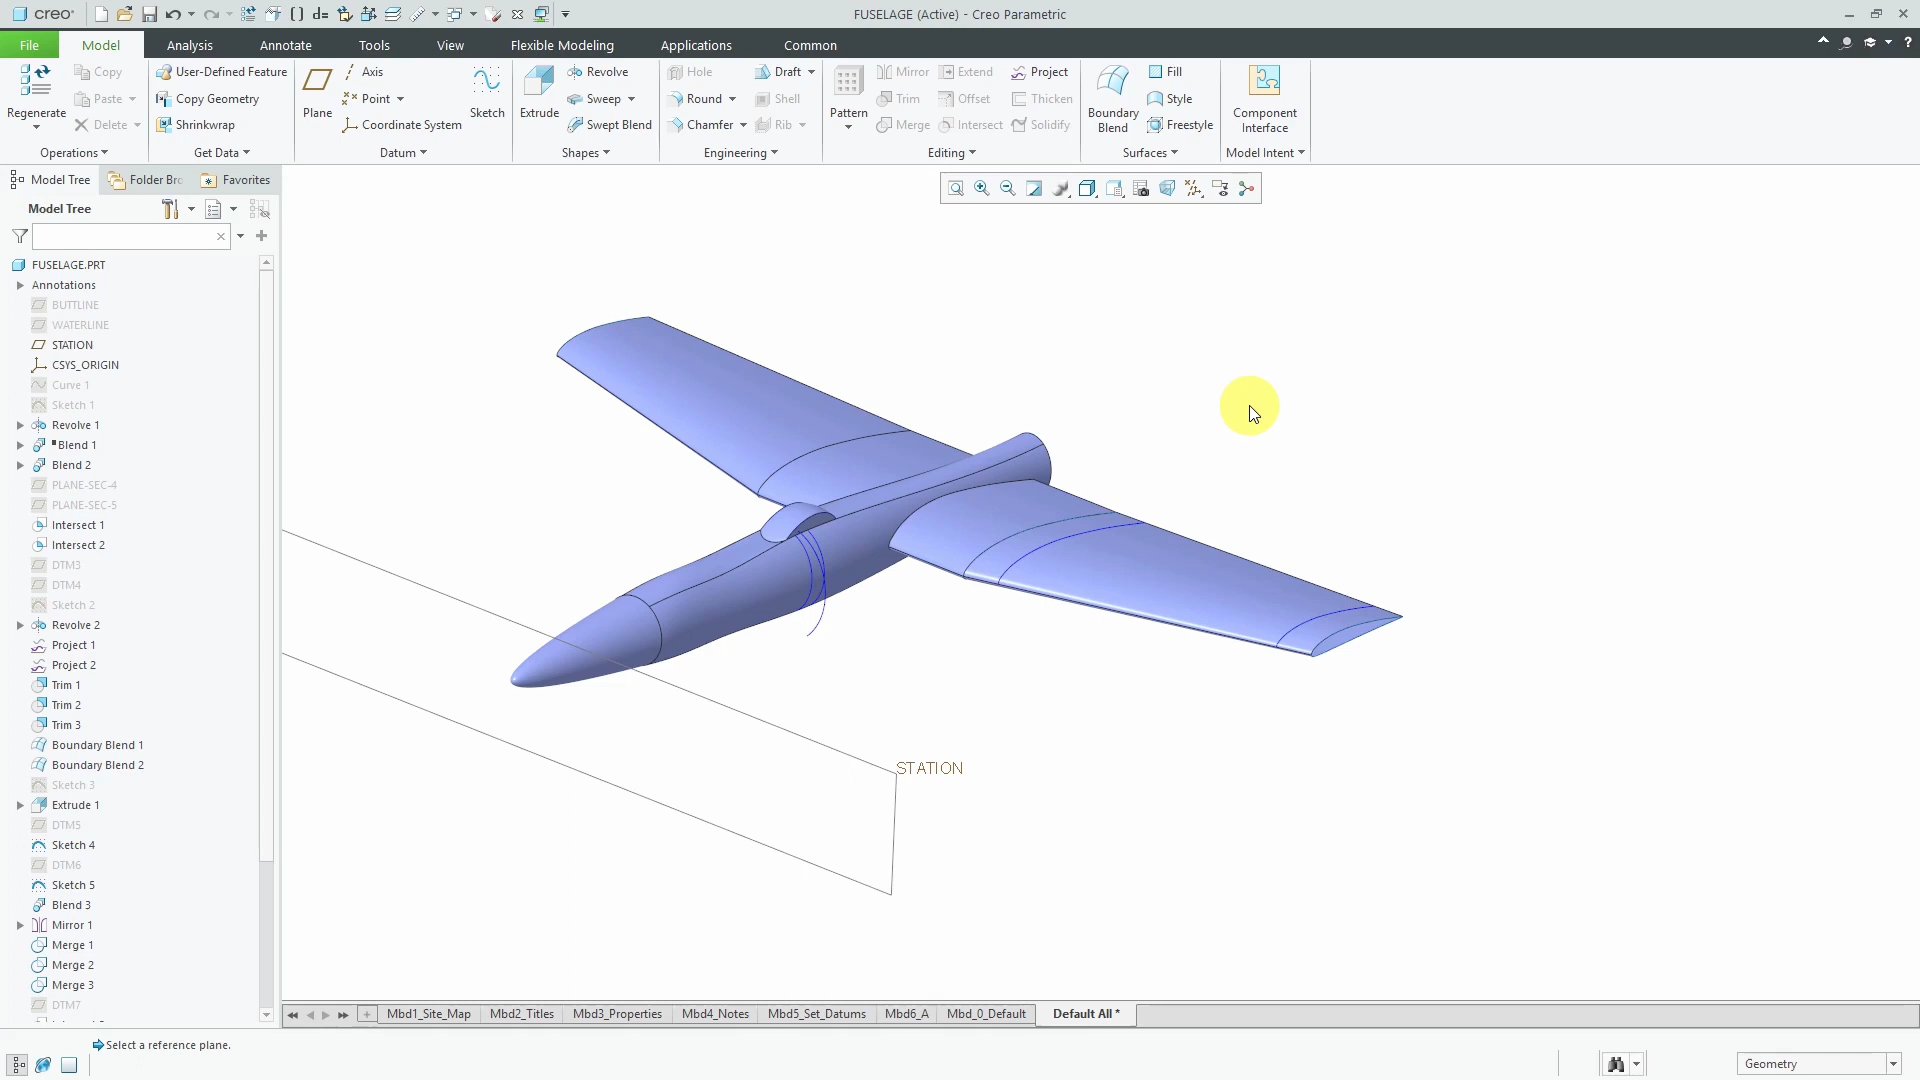 creo
FUSELAGE (Active) - Creo Parametric
File
Model
Analysis
Annotate
Tools
View
Flexible Modeling
Applications
Common
Regenerate
Copy
Paste
Delete
Operations
User-Defined Feature
Copy Geometry
Shrinkwrap
Get Data
Plane
Axis
Point
Coordinate System
Sketch
Datum
Extrude
Revolve
Sweep
Swept Blend
Shapes
Hole
Round
Chamfer
Draft
Shell
Rib
Engineering
Pattern
Mirror
Trim
Merge
Extend
Offset
Intersect
Project
Thicken
Solidify
Editing
Boundary
Blend
Fill
Style
Freestyle
Surfaces
Component
Interface
Model Intent
Model Tree
Folder Bro
Favorites
Model Tree
FUSELAGE.PRT
Annotations
BUTTLINE
WATERLINE
STATION
CSYS_ORIGIN
Curve 1
Sketch 1
Revolve 1
Blend 1
Blend 2
PLANE-SEC-4
PLANE-SEC-5
Intersect 1
Intersect 2
DTM3
DTM4
Sketch 2
Revolve 2
Project 1
Project 2
Trim 1
Trim 2
Trim 3
Boundary Blend 1
Boundary Blend 2
Sketch 3
Extrude 1
DTM5
Sketch 4
DTM6
Sketch 5
Blend 3
Mirror 1
Merge 1
Merge 2
Merge 3
DTM7
STATION
Mbd1_Site_Map
Mbd2_Titles
Mbd3_Properties
Mbd4_Notes
Mbd5_Set_Datums
Mbd6_A
Mbd_0_Default
Default All *
Select a reference plane.
Geometry